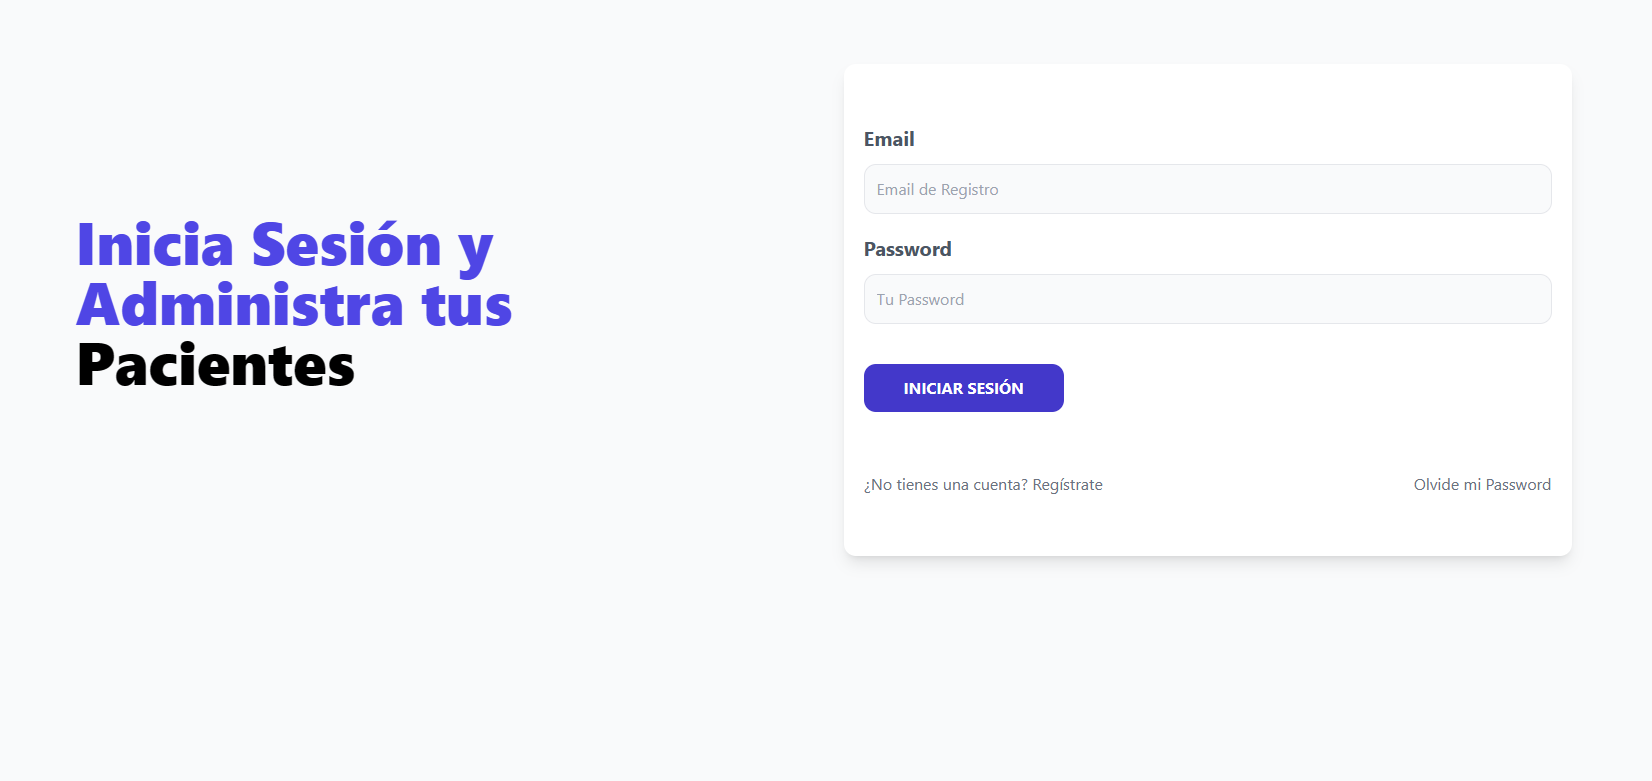 Inicia Sesión y
Administra tus
Pacientes
Email
Email de Registro
Password
Tu Password
INICIAR SESIÓN
¿No tienes una cuenta? Regístrate
Olvide mi Password